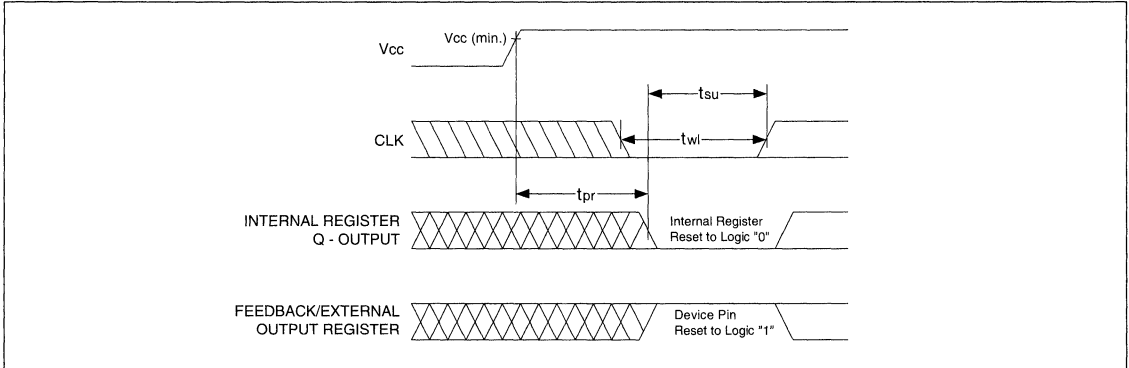 Vcc
Vcc (min.)
tsu
CLK
twl
tpr
INTERNAL REGISTER
Q - OUTPUT
Internal Register
Reset to Logic "0"
FEEDBACK/EXTERNAL
OUTPUT REGISTER
Device Pin
Reset to Logic "1"